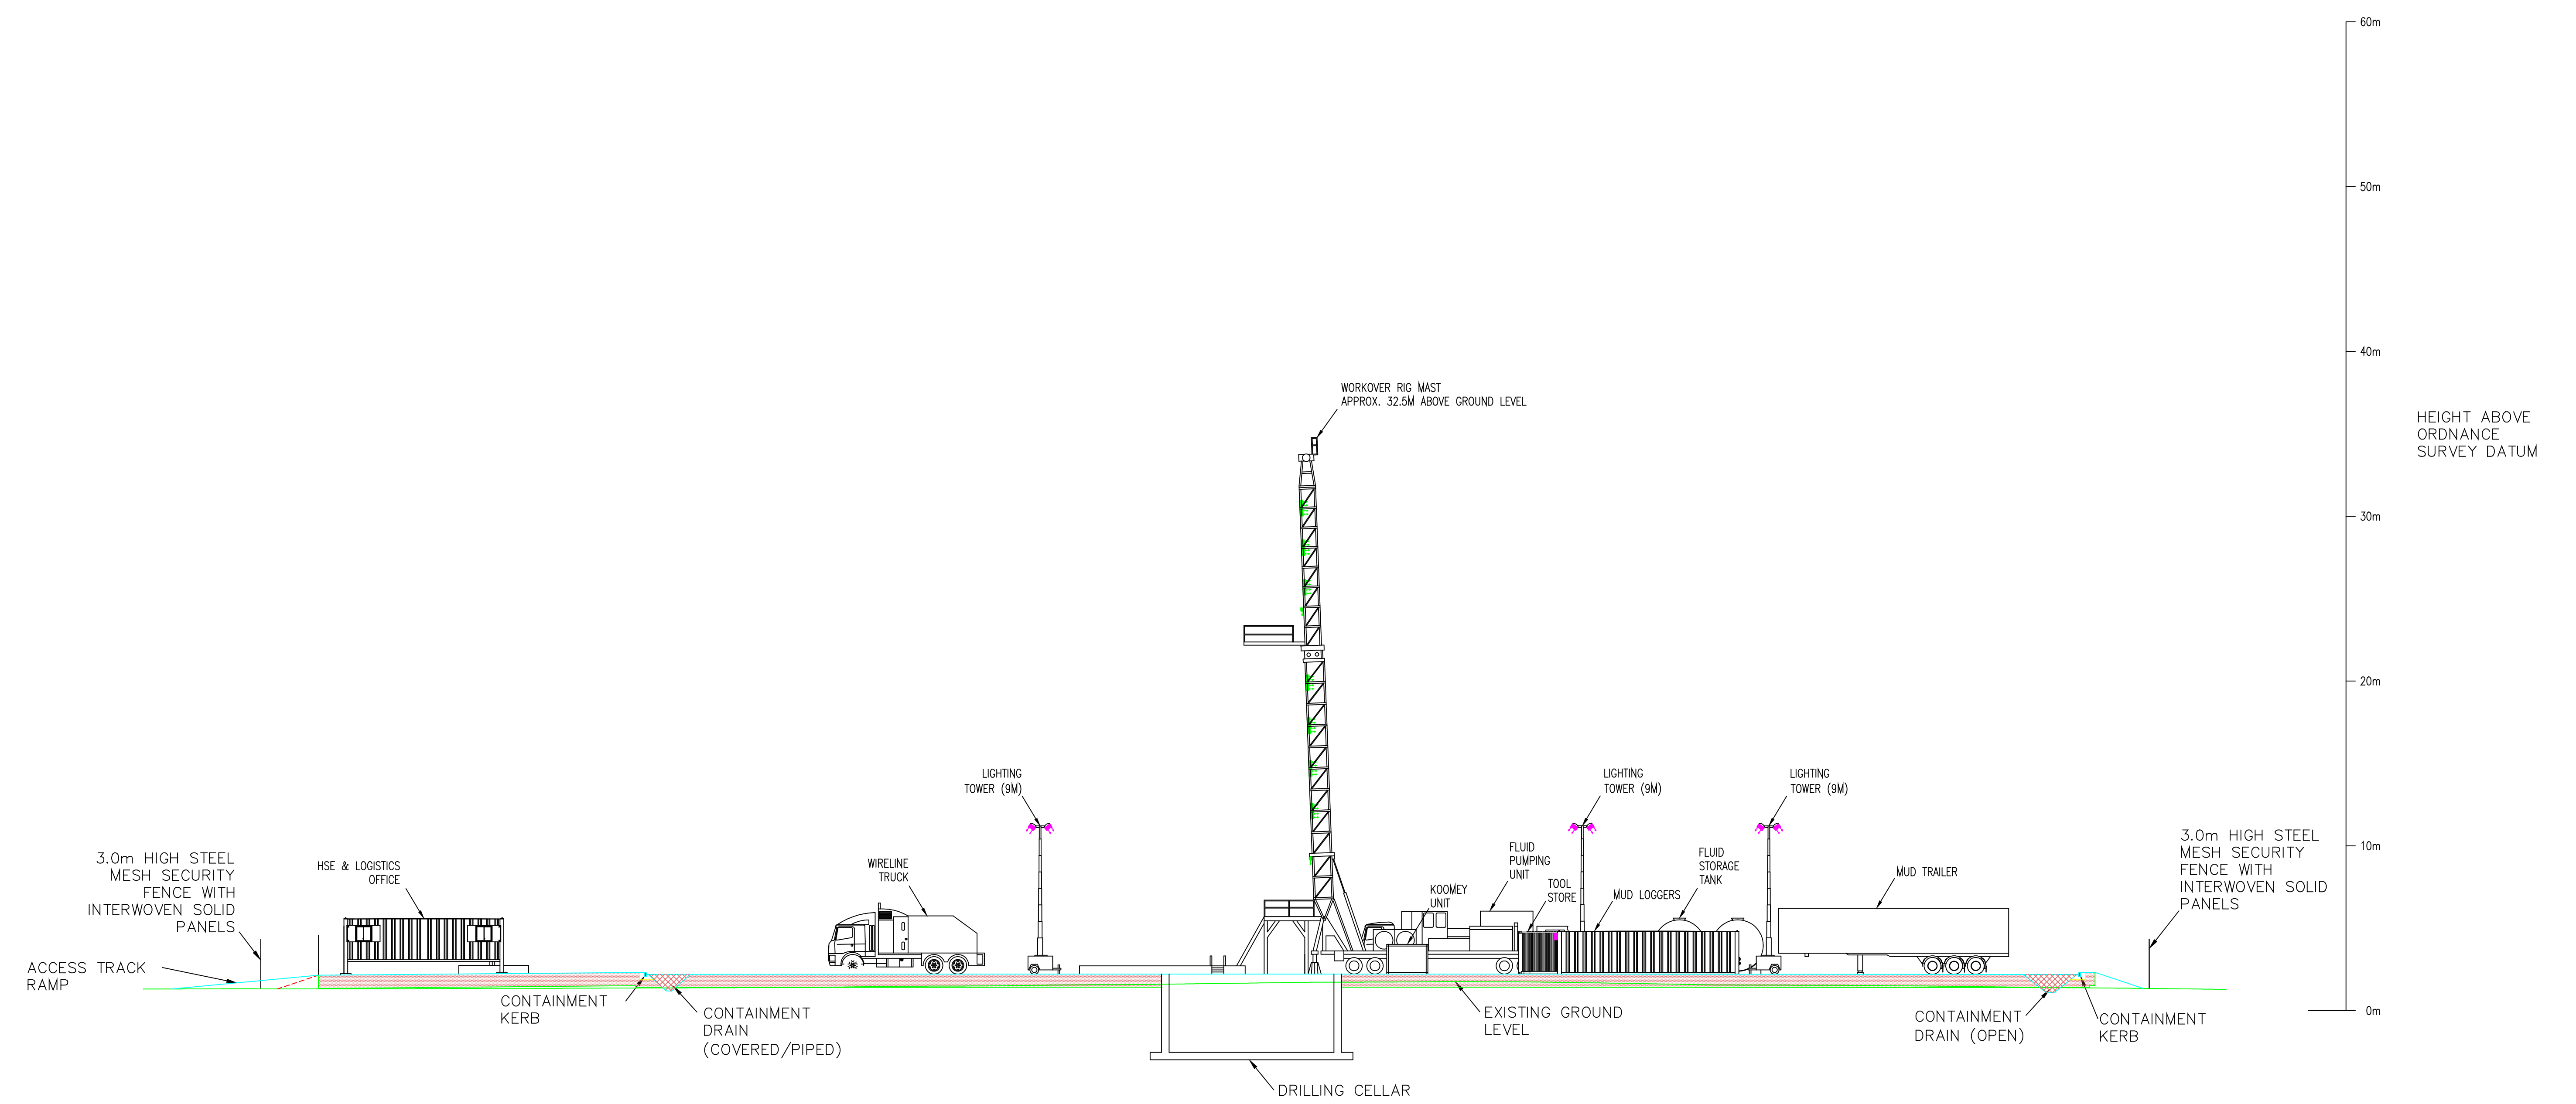 60m
50m
40m
WORKOVER RIG MAST
APPROX. 32.5M ABOVE GROUND LEVEL
HEIGHT ABOVE
ORDNANCE
SURVEY DATUM
30m
20m
LIGHTING
TOWER (9M)
LIGHTING
TOWER (9M)
LIGHTING
TOWER (9M)
10m
3.0m HIGH STEEL
MESH SECURITY
FENCE WITH
INTERWOVEN SOLID
PANELS
HSE & LOGISTICS
OFFICE
WIRELINE
TRUCK
KOOMEY
UNIT
FLUID
PUMPING
UNIT
TOOL
STORE
MUD LOGGERS
FLUID
STORAGE
TANK
MUD TRAILER
3.0m HIGH STEEL
MESH SECURITY
FENCE WITH
INTERWOVEN SOLID
PANELS
ACCESS TRACK
RAMP
CONTAINMENT
KERB
CONTAINMENT
DRAIN
(COVERED/PIPED)
EXISTING GROUND
LEVEL
CONTAINMENT
DRAIN (OPEN)
CONTAINMENT
KERB
0m
DRILLING CELLAR